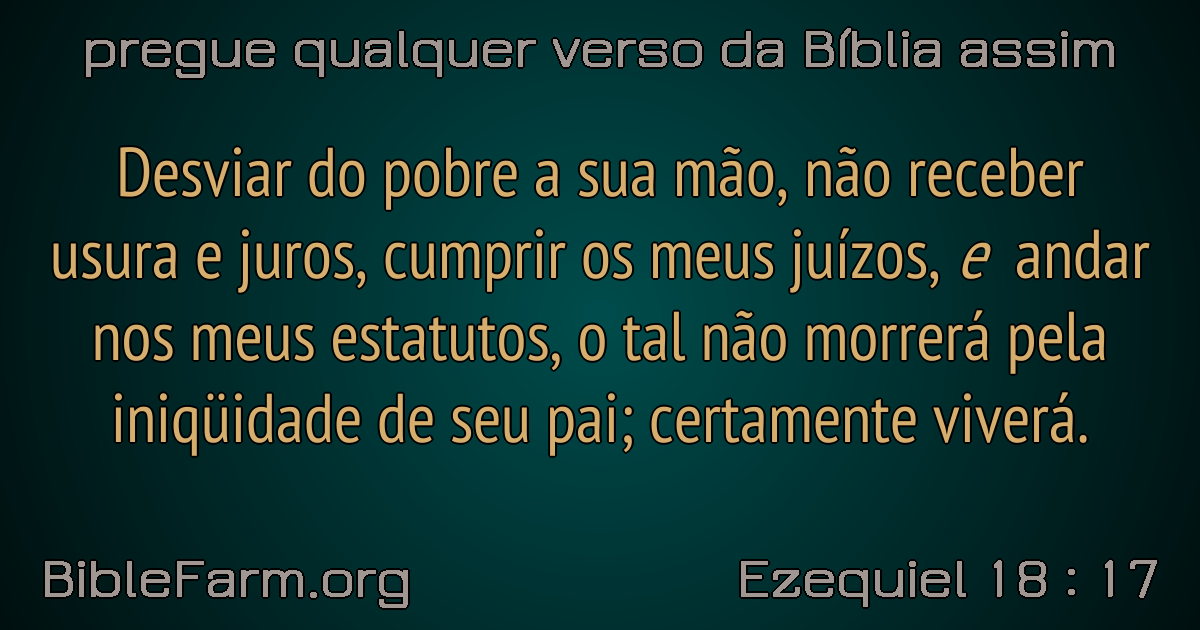 pregue qualquer verso da Bíblia assim
Desviar do pobre a sua mão, não receber
usura e juros, cumprir os meus juízos, e andar
nos meus estatutos, o tal não morrerá pela
iniqüidade de seu pai; certamente viverá.
BibleFarm.org
Ezequiel 18 : 17